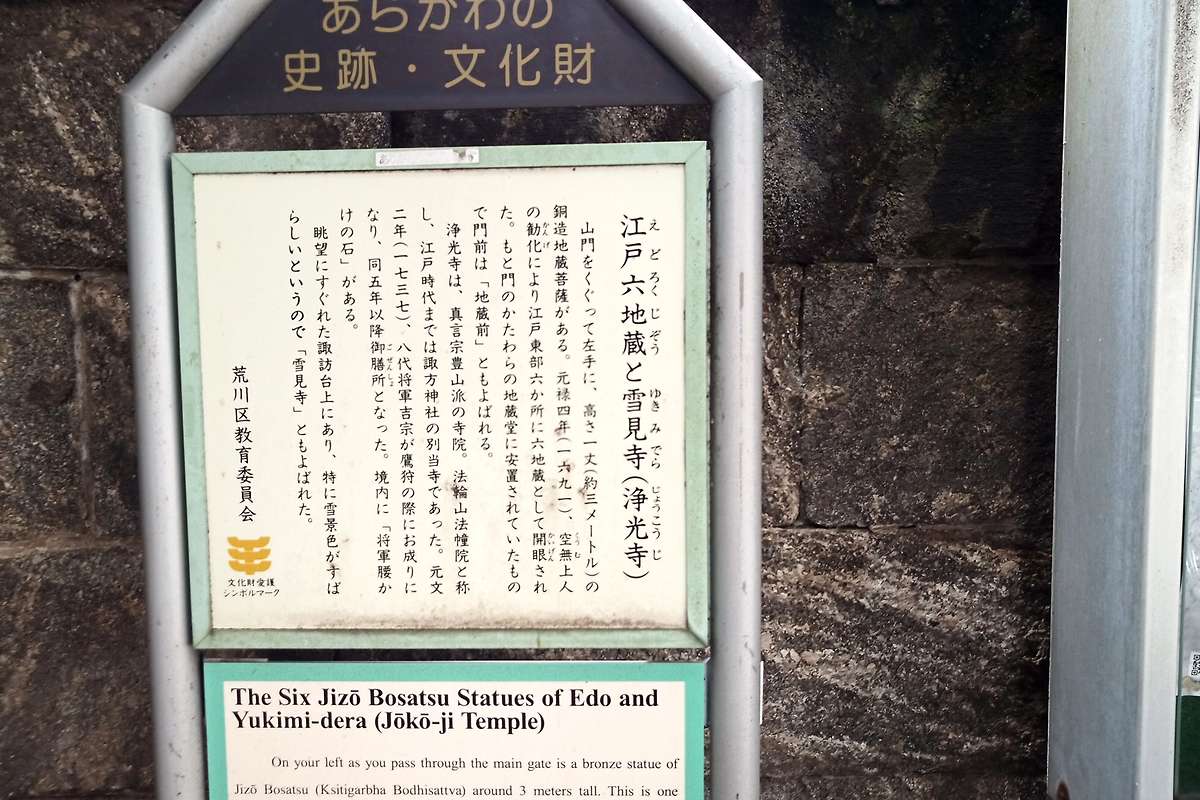 あらかわの
史跡・文化財
江戸六地蔵と雪見寺(浄光寺)
山門をくぐって左手に、高さ一丈(約三メートル)の
銅造地蔵菩薩がある。元禄四年(一六九一)、空無上人
の勧化により江戸東部六か所に六地蔵として開眼され
た。もと門のかたわらの地蔵堂に安置されていたもの
で門前は「地蔵前」ともよばれる。
浄光寺は、真言宗豊山派の寺院。法輪山法幢院と称
し、江戸時代までは諏方神社の別当寺であった。元文
二年(一七三七)、八代将軍吉宗が鷹狩の際にお成りに
なり、同五年以降御膳所となった。境内に「将軍腰か
けの石」がある。
眺望にすぐれた諏訪台上にあり、特に雪景色がすば
らしいというので「雪見寺」ともよばれた。
荒川区教育委員会
文化財愛護
シンボルマーク
The Six Jizō Bosatsu Statues of Edo and
Yukimi-dera (Jōkō-ji Temple)
On your left as you pass through the main gate is a bronze statue of
Jizō Bosatsu (Ksitigarbha Bodhisattva) around 3 meters tall. This is one